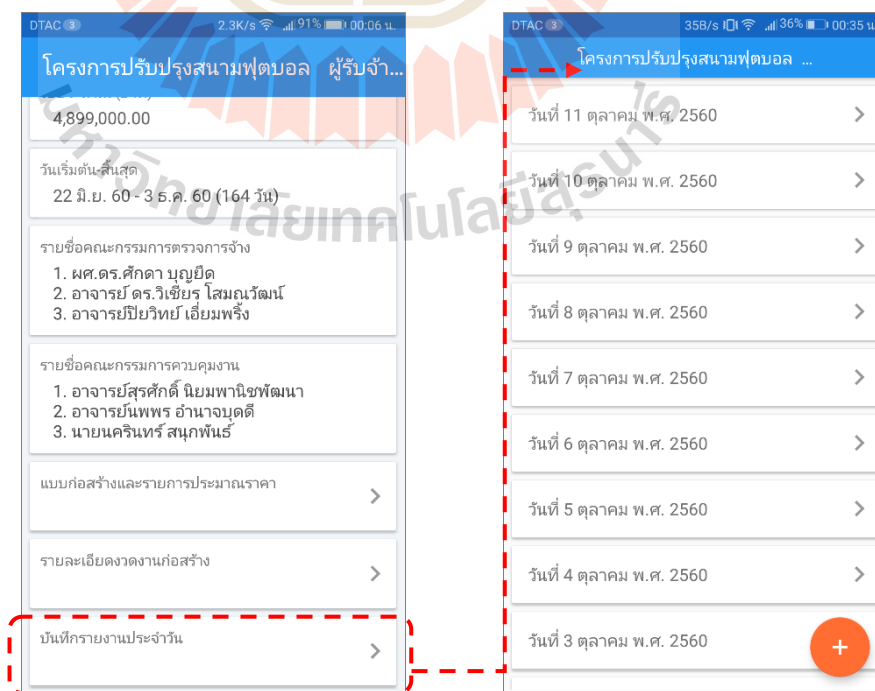 DTAC 3 2.3K/s 91% 00:06 น.
โครงการปรับปรุงสนามฟุตบอล ผู้รับจ้า...
4,899,000.00
วันเริ่มต้น-สิ้นสุด
22 มิ.ย. 60 - 3 ธ.ค. 60 (164 วัน)
รายชื่อคณะกรรมการตรวจการจ้าง
1. ผศ.ดร.ศักดา บุญยืด
2. อาจารย์ ดร.วิเชียร โสมณวัฒน์
3. อาจารย์ปิยวิทย์ เอี่ยมพริ้ง
รายชื่อคณะกรรมการควบคุมงาน
1. อาจารย์สุรศักดิ์ นิยมพานิชพัฒนา
2. อาจารย์นพพร อำนาจบุดดี
3. นายนครินทร์ สนุกพันธ์
แบบก่อสร้างและรายการประมาณราคา
รายละเอียดงวดงานก่อสร้าง
บันทึกรายงานประจำวัน
DTAC 3 35B/s 36% 00:35 น
โครงการปรับปรุงสนามฟุตบอล ...
วันที่ 11 ตุลาคม พ.ศ. 2560
วันที่ 10 ตุลาคม พ.ศ. 2560
วันที่ 9 ตุลาคม พ.ศ. 2560
วันที่ 8 ตุลาคม พ.ศ. 2560
วันที่ 7 ตุลาคม พ.ศ. 2560
วันที่ 6 ตุลาคม พ.ศ. 2560
วันที่ 5 ตุลาคม พ.ศ. 2560
วันที่ 4 ตุลาคม พ.ศ. 2560
วันที่ 3 ตุลาคม พ.ศ. 2560
+
มหาวิทยาลัยเทคโนโลยีสุรนารี